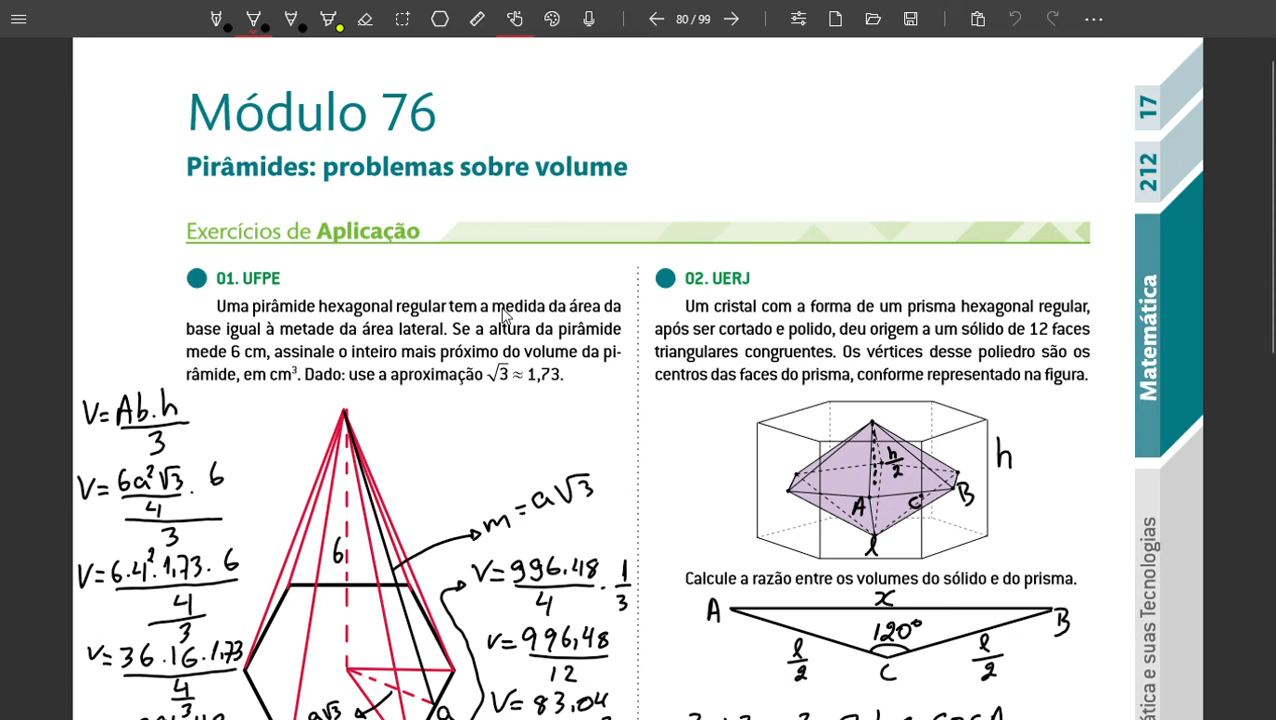 80 / 99
Módulo 76
Pirâmides: problemas sobre volume
Exercícios de Aplicação
01. UFPE
Uma pirâmide hexagonal regular tem a medida da área da
base igual à metade da área lateral. Se a altura da pirâmide
mede 6 cm, assinale o inteiro mais próximo do volume da pi-
râmide, em cm³. Dado: use a aproximação √3 ≈ 1,73.
V = Ab.h
3
V = 6a²√3 . 6
4
3
V = 6.4².1,73.6
4
3
V = 36.16.1,73
4
3
6
m = a√3
a√3
a
V = 996.48 . 1
4 3
V = 996,48
12
V = 83,04
02. UERJ
Um cristal com a forma de um prisma hexagonal regular,
após ser cortado e polido, deu origem a um sólido de 12 faces
triangulares congruentes. Os vértices desse poliedro são os
centros das faces do prisma, conforme representado na figura.
h
h
2
A
C
B
l
Calcule a razão entre os volumes do sólido e do prisma.
A
x
B
120°
l
2
C
l
2
17
212
Matemática
ática e suas Tecnologias